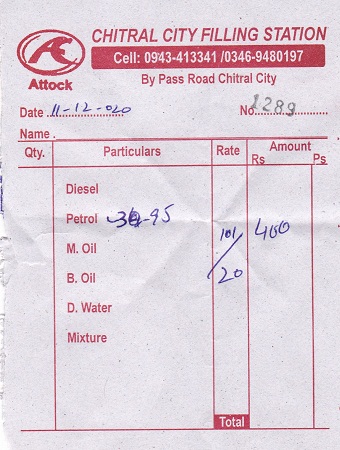 Attock
CHITRAL CITY FILLING STATION
Cell: 0943-413341 /0346-9480197
By Pass Road Chitral City
Date 11-12-020 No. 1289
Name .
Qty. Particulars Rate Amount
Rs Ps
Diesel
Petrol 101/20 400
M. Oil
B. Oil
D. Water
Mixture
Total